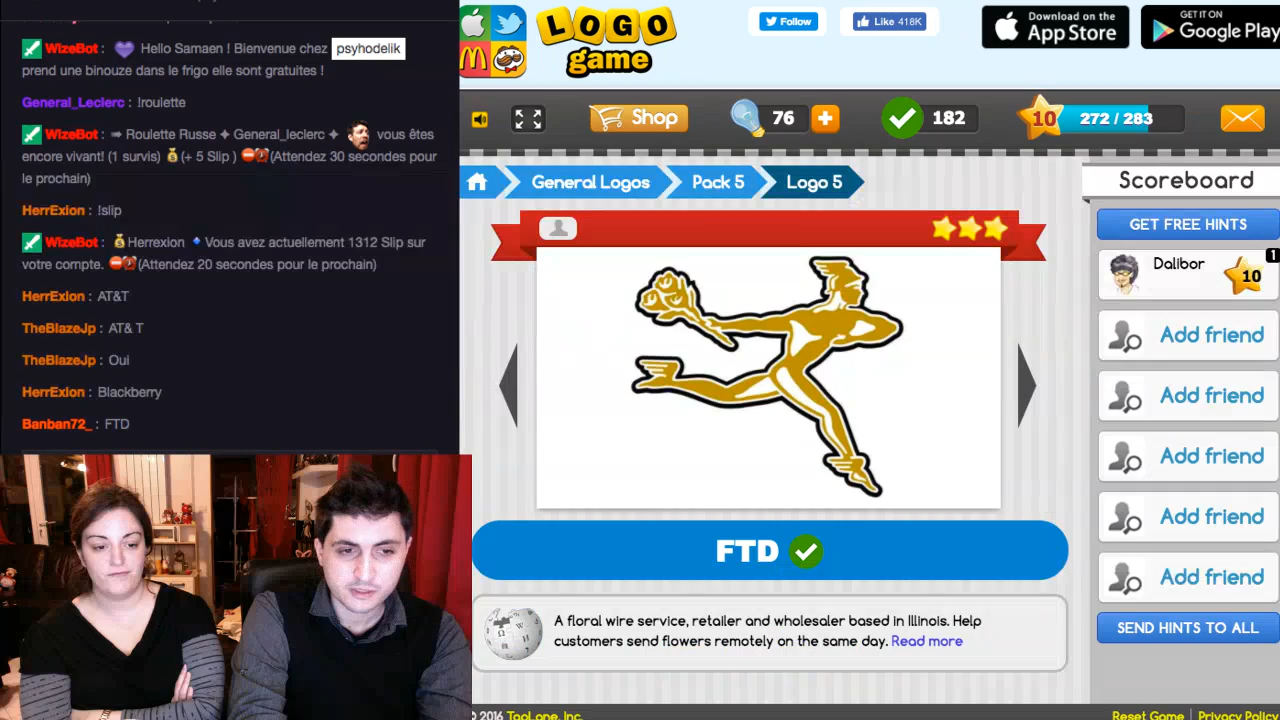 WizeBot : Hello Samaen ! Bienvenue chez psyhodelik
prend une binouze dans le frigo elle sont gratuites !
General_Leclerc : !roulette
WizeBot : ➠ Roulette Russe ✦ General_leclerc ✦ vous êtes
encore vivant! (1 survis) (+ 5 Slip ) (Attendez 30 secondes pour
le prochain)
HerrExion : !slip
WizeBot : Herrexion Vous avez actuellement 1312 Slip sur
votre compte. (Attendez 20 secondes pour le prochain)
HerrExion : AT&T
TheBlazeJp : AT& T
TheBlazeJp : Oui
HerrExion : Blackberry
Banban72_ : FTD
LOGO
game
Follow
Like 418K
Download on the
App Store
GET IT ON
Google Play
Shop
76
182
10
272 / 283
General Logos
Pack 5
Logo 5
Scoreboard
GET FREE HINTS
Dalibor
10
1
Add friend
Add friend
Add friend
Add friend
Add friend
SEND HINTS TO ALL
FTD
A floral wire service, retailer and wholesaler based in Illinois. Help
customers send flowers remotely on the same day. Read more
© 2016 TapLane, Inc.
Reset Game | Privacy Policy